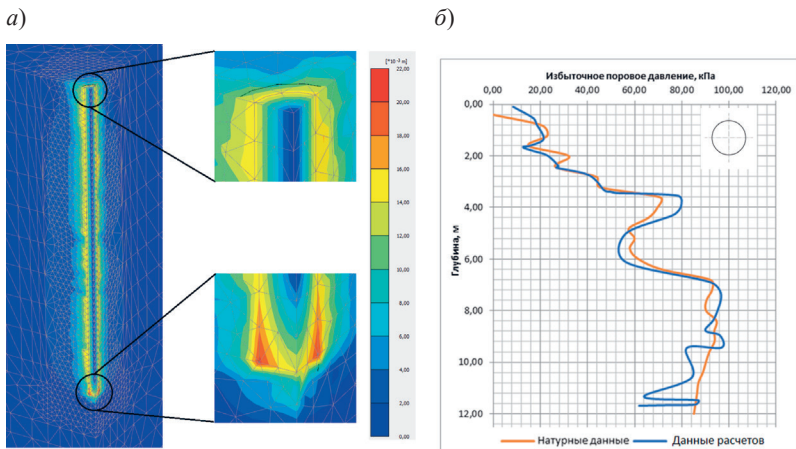 а)
б)
[*10⁻³ м]
22,00
20,00
18,00
16,00
14,00
12,00
10,00
8,00
6,00
4,00
2,00
0,00
Избыточное поровое давление, кПа
0,00 20,00 40,00 60,00 80,00 100,00 120,00
Глубина, м
0,00
2,00
4,00
6,00
8,00
10,00
12,00
Натурные данные Данные расчетов